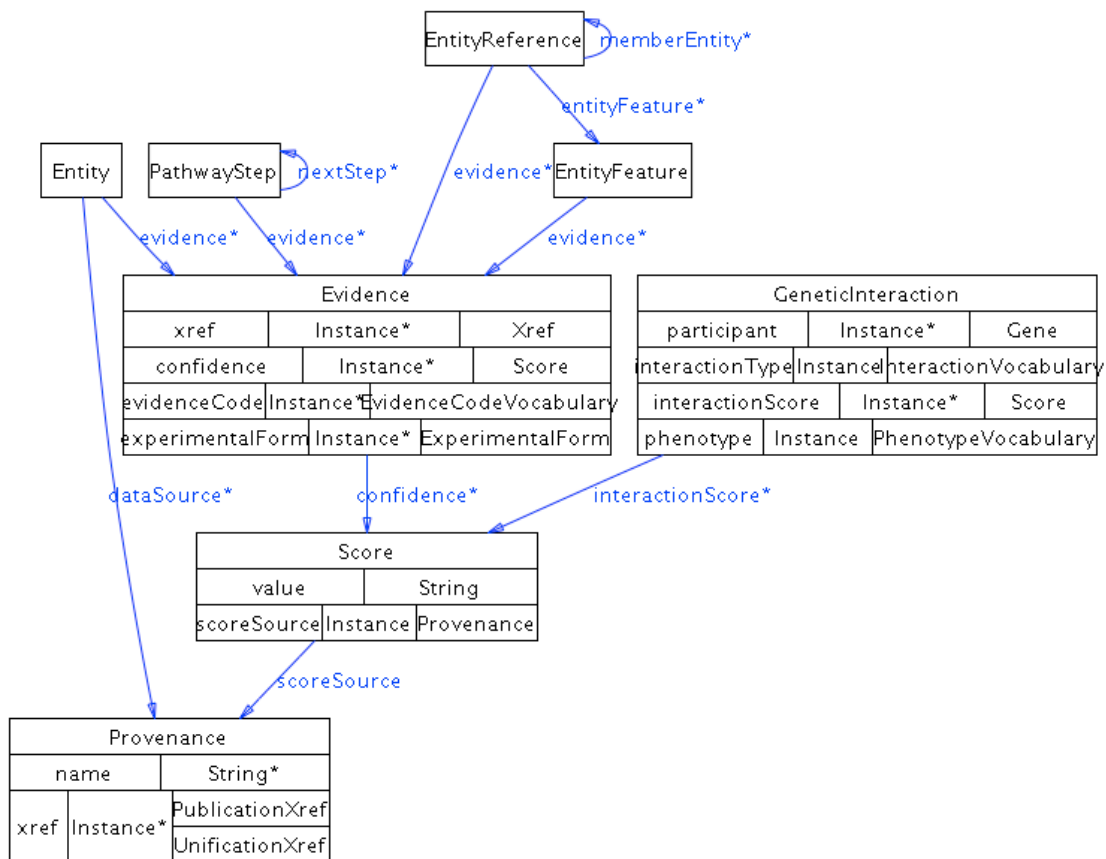 EntityReference
memberEntity*
entityFeature*
Entity
PathwayStep
nextStep*
evidence*
EntityFeature
evidence*
evidence*
evidence*
Evidence
xref Instance* Xref
confidence Instance* Score
evidenceCode Instance* EvidenceCodeVocabulary
experimentalForm Instance* ExperimentalForm
GeneticInteraction
participant Instance* Gene
interactionType Instance InteractionVocabulary
interactionScore Instance* Score
phenotype Instance PhenotypeVocabulary
dataSource*
confidence*
interactionScore*
Score
value String
scoreSource Instance Provenance
scoreSource
Provenance
name String*
xref Instance* PublicationXref
UnificationXref